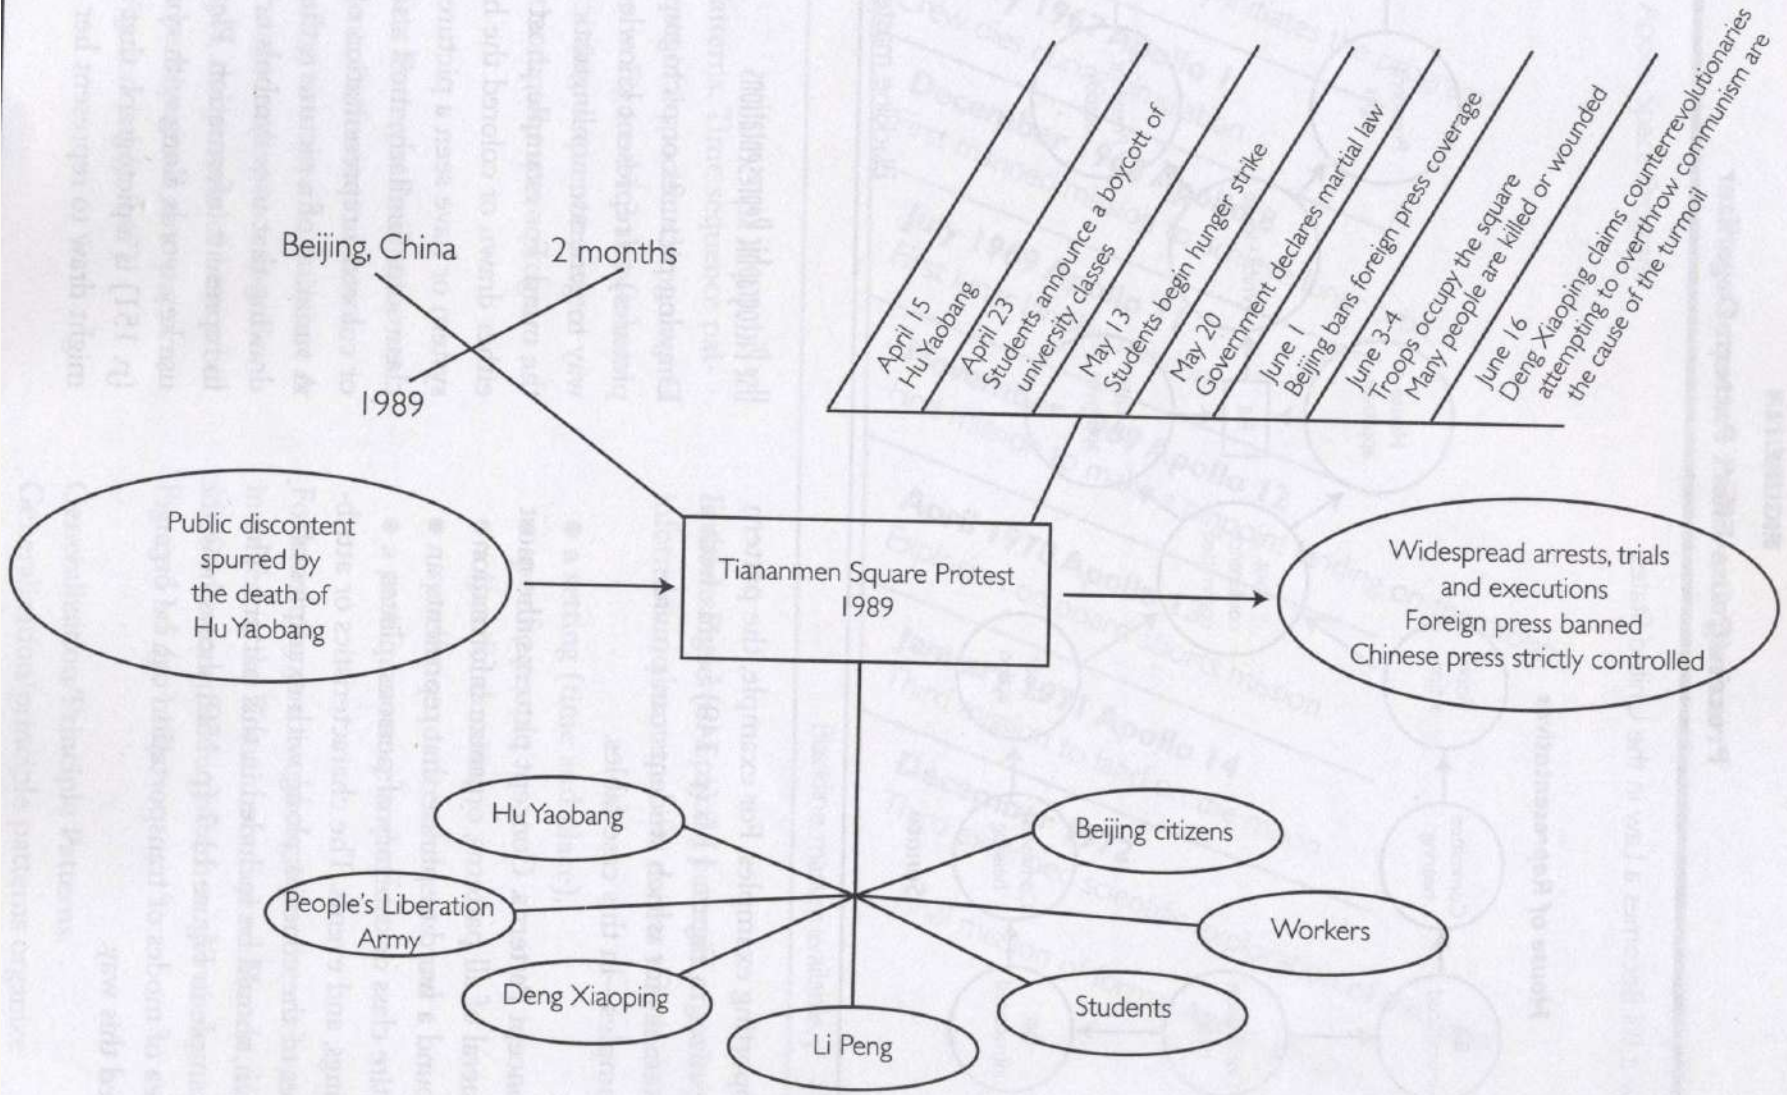 Beijing, China
2 months
1989
April 15
Hu Yaobang
April 23
Students announce a boycott of
university classes
May 13
Students begin hunger strike
May 20
Government declares martial law
June 1
Beijing bans foreign press coverage
June 3-4
Troops occupy the square
Many people are killed or wounded
June 16
Deng Xiaoping claims counterrevolutionaries
attempting to overthrow communism are
the cause of the turmoil
Public discontent
spurred by
the death of
Hu Yaobang
Tiananmen Square Protest
1989
Widespread arrests, trials
and executions
Foreign press banned
Chinese press strictly controlled
Hu Yaobang
People's Liberation
Army
Deng Xiaoping
Li Peng
Students
Workers
Beijing citizens